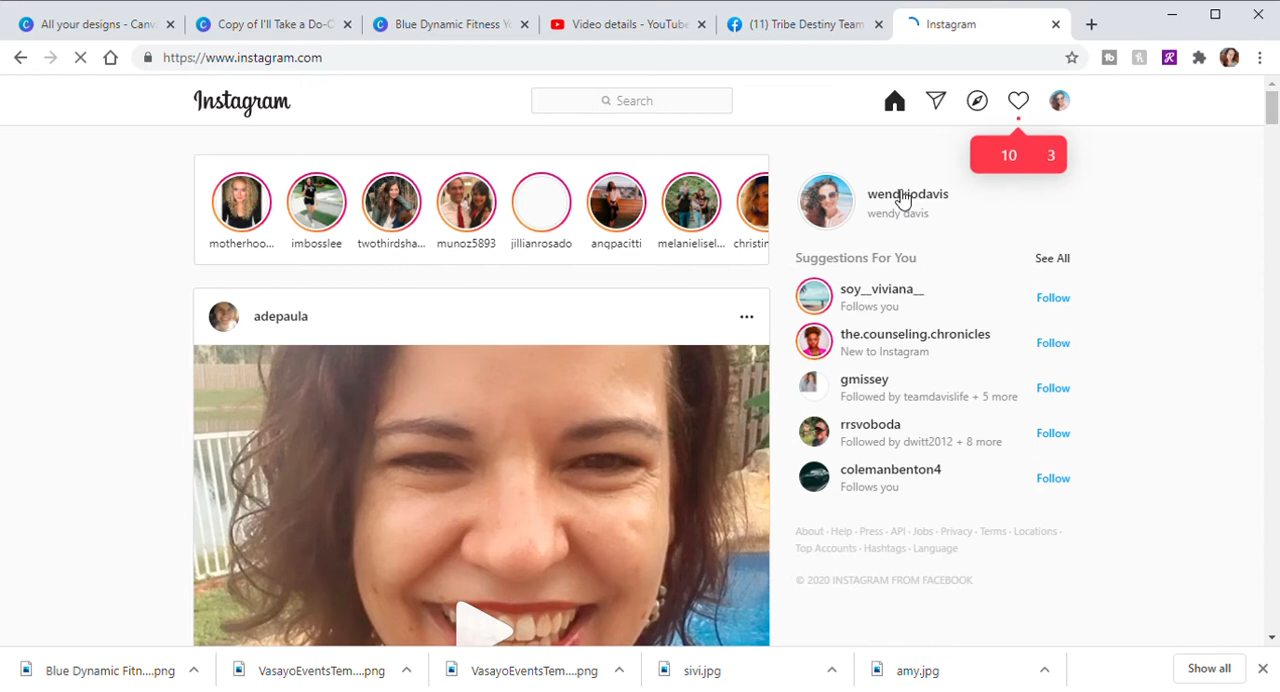 All your designs - Canv
Copy of I'll Take a Do-O
Blue Dynamic Fitness Yo
Video details - YouTube
(11) Tribe Destiny Team
Instagram
https://www.instagram.com
Instagram
Search
10 3
motherhoo...
imbosslee
twothirdsha...
munoz5893
jillianrosado
anqpacitti
melanielisel...
christin
wendy davis
Suggestions For You
See All
soy__viviana__
Follows you
Follow
the.counseling.chronicles
New to Instagram
Follow
gmissey
Followed by teamdavislife + 5 more
Follow
rrsvoboda
Followed by dwitt2012 + 8 more
Follow
colemanbenton4
Follows you
Follow
adepaula
About · Help · Press · API · Jobs · Privacy · Terms · Locations ·
Top Accounts · Hashtags · Language
© 2020 INSTAGRAM FROM FACEBOOK
Blue Dynamic Fitn....png
VasayoEventsTem....png
VasayoEventsTem....png
sivi.jpg
amy.jpg
Show all